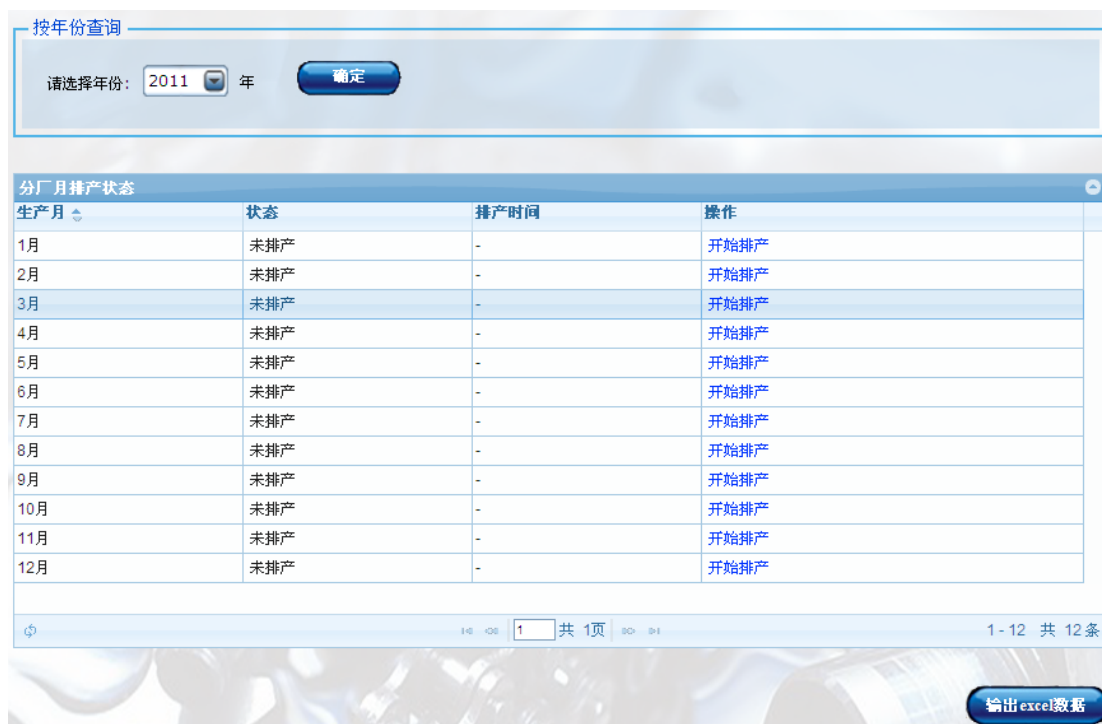 按年份查询
请选择年份: 2011 年 确定
分厂月排产状态
生产月 状态 排产时间 操作
1月 未排产 - 开始排产
2月 未排产 - 开始排产
3月 未排产 - 开始排产
4月 未排产 - 开始排产
5月 未排产 - 开始排产
6月 未排产 - 开始排产
7月 未排产 - 开始排产
8月 未排产 - 开始排产
9月 未排产 - 开始排产
10月 未排产 - 开始排产
11月 未排产 - 开始排产
12月 未排产 - 开始排产
1 共 1页 1 - 12 共 12条
输出excel数据